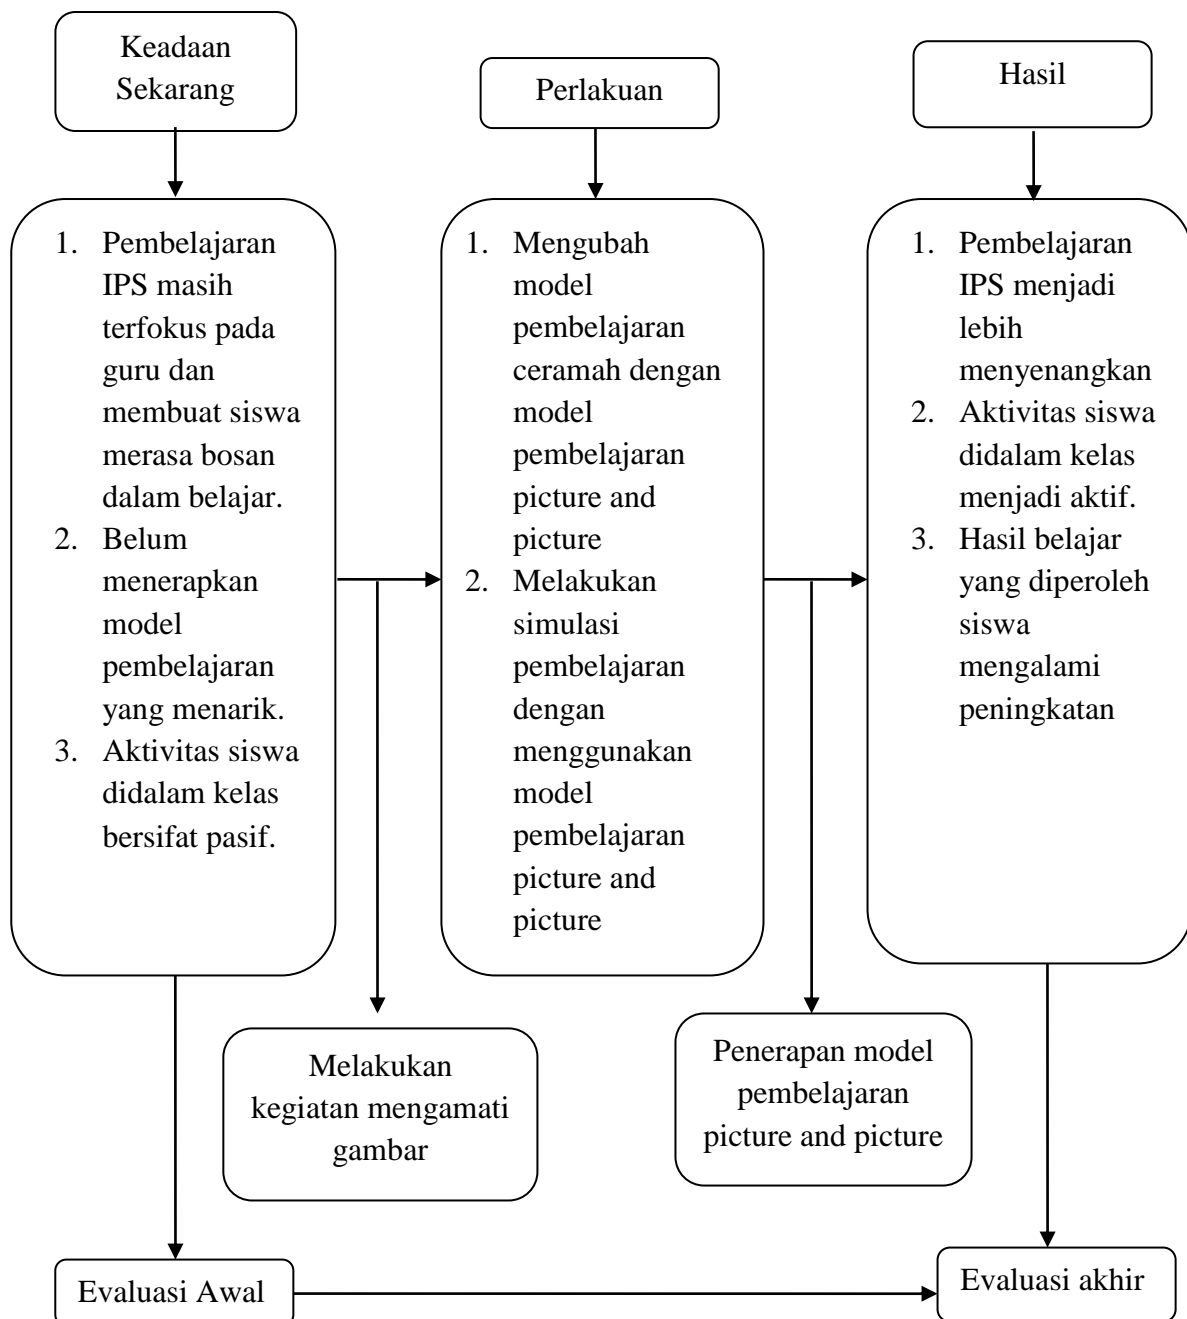 Keadaan
Sekarang
Perlakuan
Hasil
1. Pembelajaran
IPS masih
terfokus pada
guru dan
membuat siswa
merasa bosan
dalam belajar.
2. Belum
menerapkan
model
pembelajaran
yang menarik.
3. Aktivitas siswa
didalam kelas
bersifat pasif.
1. Mengubah
model
pembelajaran
ceramah dengan
model
pembelajaran
picture and
picture
2. Melakukan
simulasi
pembelajaran
dengan
menggunakan
model
pembelajaran
picture and
picture
1. Pembelajaran
IPS menjadi
lebih
menyenangkan
2. Aktivitas siswa
didalam kelas
menjadi aktif.
3. Hasil belajar
yang diperoleh
siswa
mengalami
peningkatan
Melakukan
kegiatan mengamati
gambar
Penerapan model
pembelajaran
picture and picture
Evaluasi Awal
Evaluasi akhir